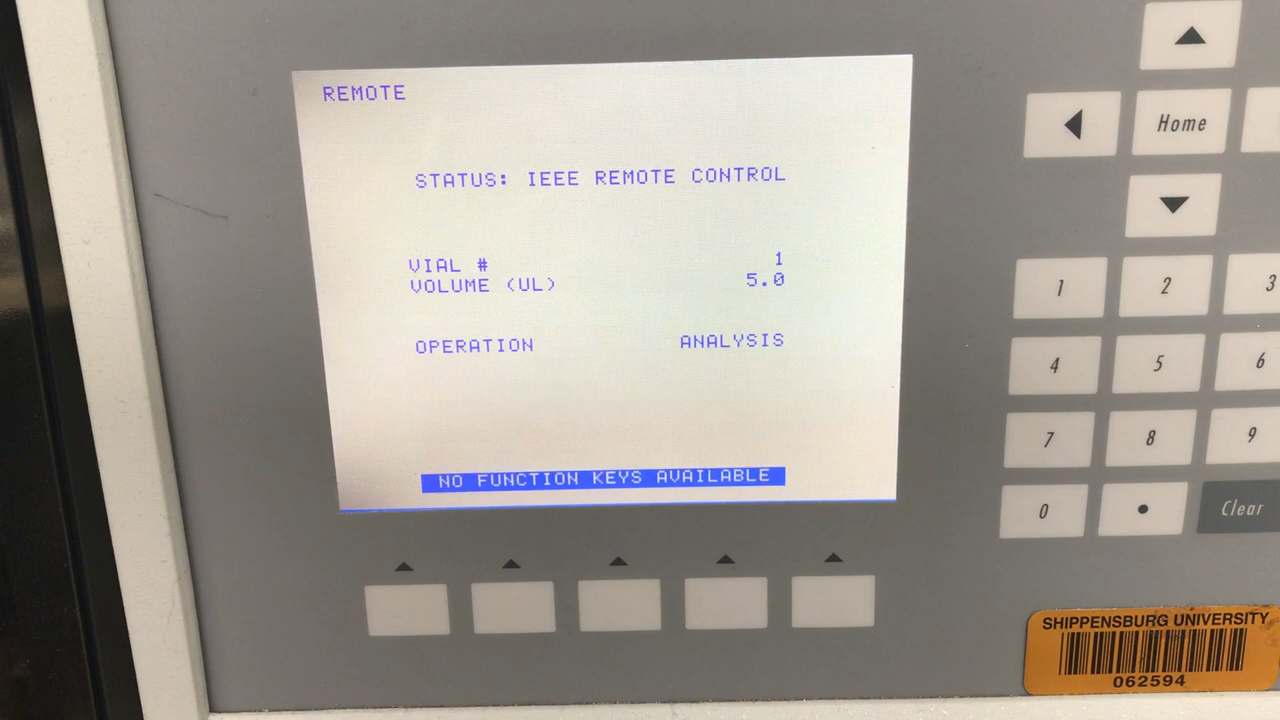 REMOTE
STATUS: IEEE REMOTE CONTROL
VIAL # 1
VOLUME (UL) 5.0
OPERATION ANALYSIS
NO FUNCTION KEYS AVAILABLE
Home
1 2 3
4 5 6
7 8 9
0 . Clear
SHIPPENSBURG UNIVERSITY
062594